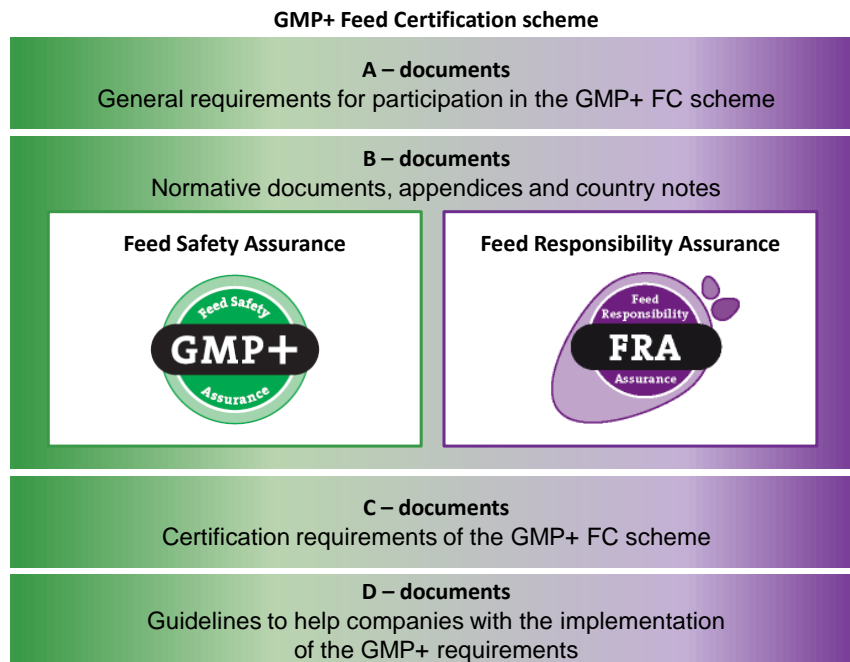 GMP+ Feed Certification scheme
A – documents
General requirements for participation in the GMP+ FC scheme
B – documents
Normative documents, appendices and country notes
Feed Safety Assurance
Feed Safety
GMP+
Assurance
Feed Responsibility Assurance
Feed
Responsibility
FRA
Assurance
C – documents
Certification requirements of the GMP+ FC scheme
D – documents
Guidelines to help companies with the implementation
of the GMP+ requirements